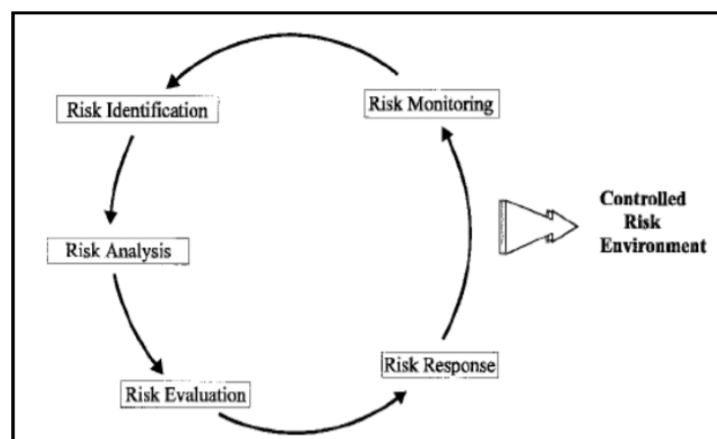 Risk Identification
Risk Monitoring
Risk Analysis
Controlled
Risk
Environment
Risk Response
Risk Evaluation